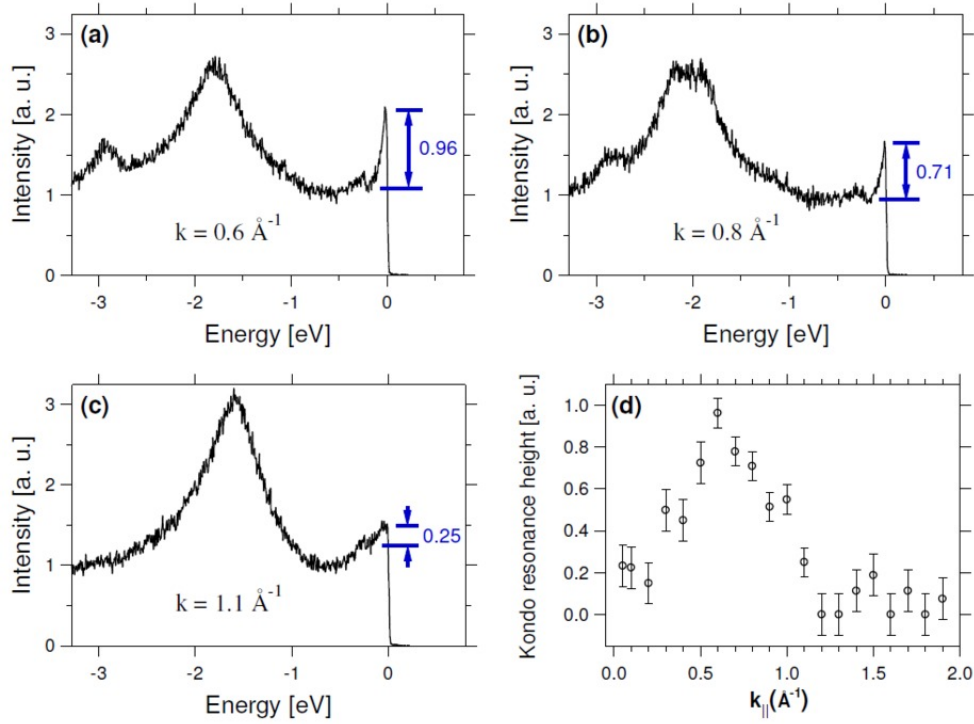 (a)
3
2
1
0
Intensity [a. u.]
0.96
k = 0.6 Å⁻¹
-3 -2 -1 0
Energy [eV]
(b)
3
2
1
0
Intensity [a. u.]
0.71
k = 0.8 Å⁻¹
-3 -2 -1 0
Energy [eV]
(c)
3
2
1
0
Intensity [a. u.]
0.25
k = 1.1 Å⁻¹
-3 -2 -1 0
Energy [eV]
(d)
1.0
0.8
0.6
0.4
0.2
0.0
Kondo resonance height [a. u.]
0.0 0.5 1.0 1.5 2.0
k||(Å⁻¹)